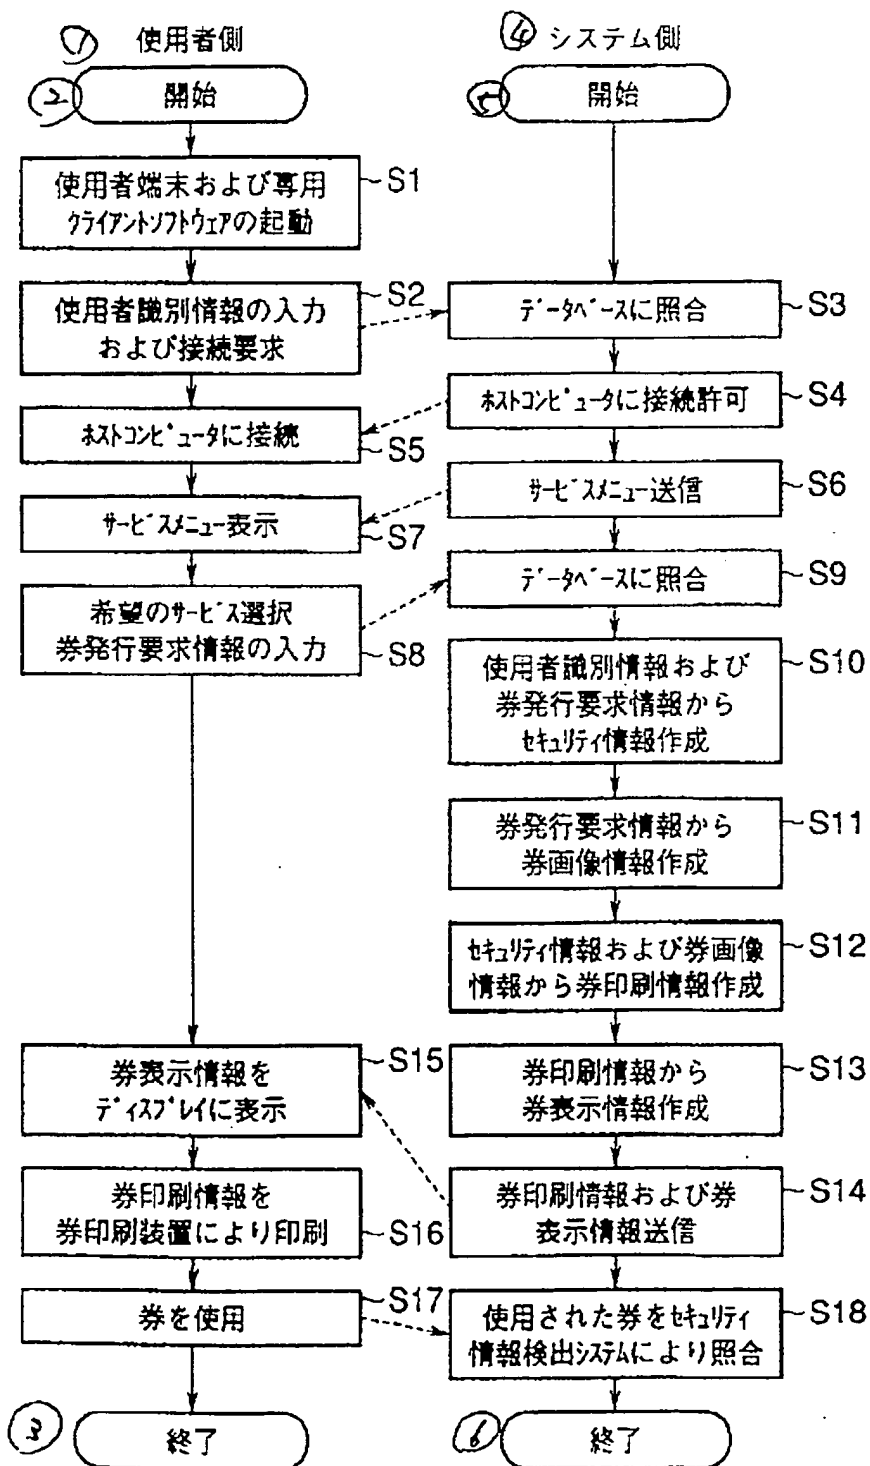 ① 使用者側
② 開始
使用者端末および専用
クライアントソフトウェアの起動
S1
使用者識別情報の入力
および接続要求
S2
ホストコンピュータに接続
S5
サービスメニュー表示
S7
希望のサービス選択
券発行要求情報の入力
S8
券表示情報を
ディスプレイに表示
S15
券印刷情報を
券印刷装置により印刷
S16
券を使用
S17
③ 終了
④ システム側
⑤ 開始
データベースに照合
S3
ホストコンピュータに接続許可
S4
サービスメニュー送信
S6
データベースに照合
S9
使用者識別情報および
券発行要求情報から
セキュリティ情報作成
S10
券発行要求情報から
券画像情報作成
S11
セキュリティ情報および券画像
情報から券印刷情報作成
S12
券印刷情報から
券表示情報作成
S13
券印刷情報および券
表示情報送信
S14
使用された券をセキュリティ
情報検出システムにより照合
S18
⑥ 終了